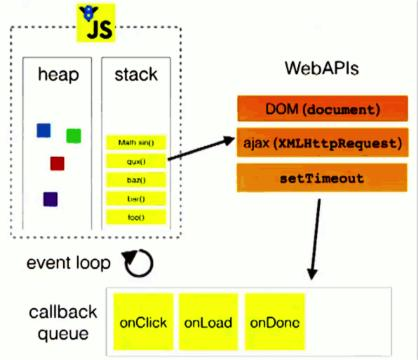 JS
heap
stack
WebAPIs
Math sin()
qux()
baz()
bar()
foo()
DOM (document)
ajax (XMLHttpRequest)
setTimeout
event loop
callback
queue
onClick
onLoad
onDone